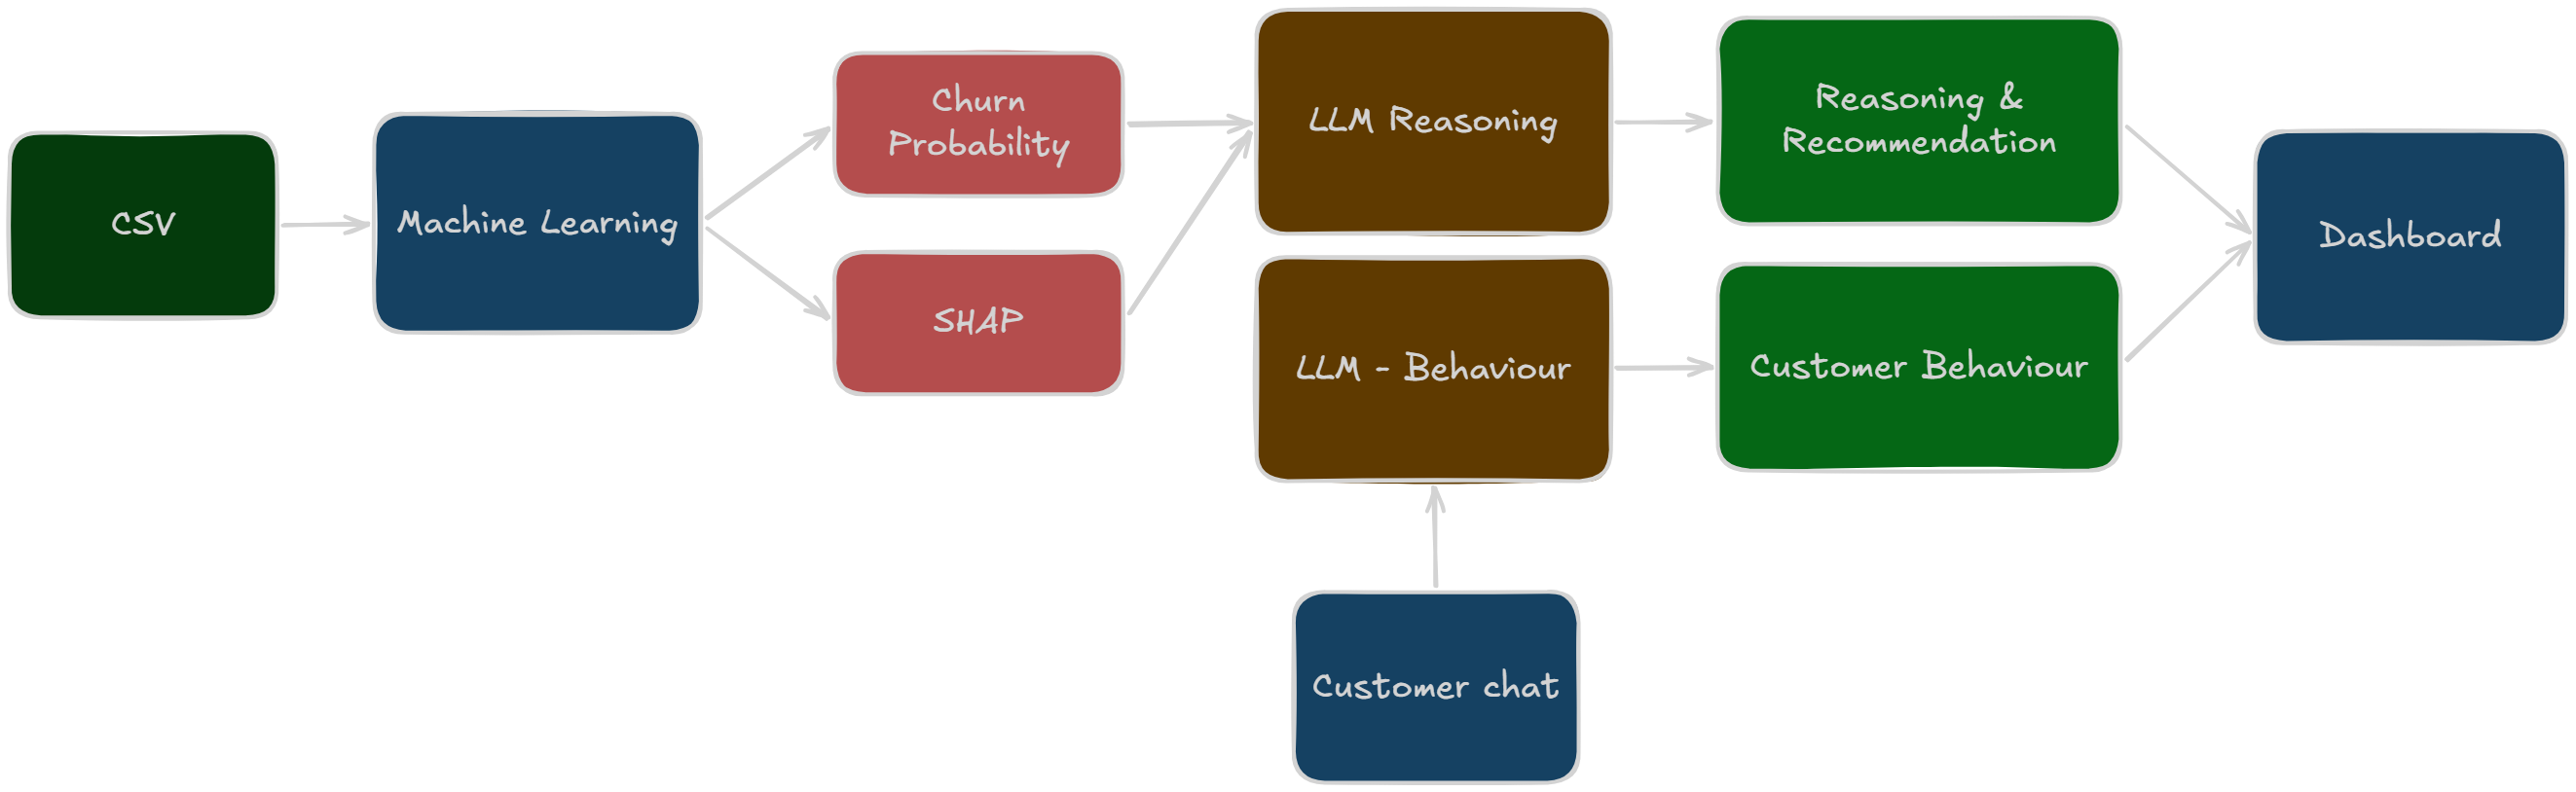 CSV
Machine Learning
Churn
Probability
SHAP
LLM Reasoning
LLM - Behaviour
Customer chat
Reasoning &
Recommendation
Customer Behaviour
Dashboard